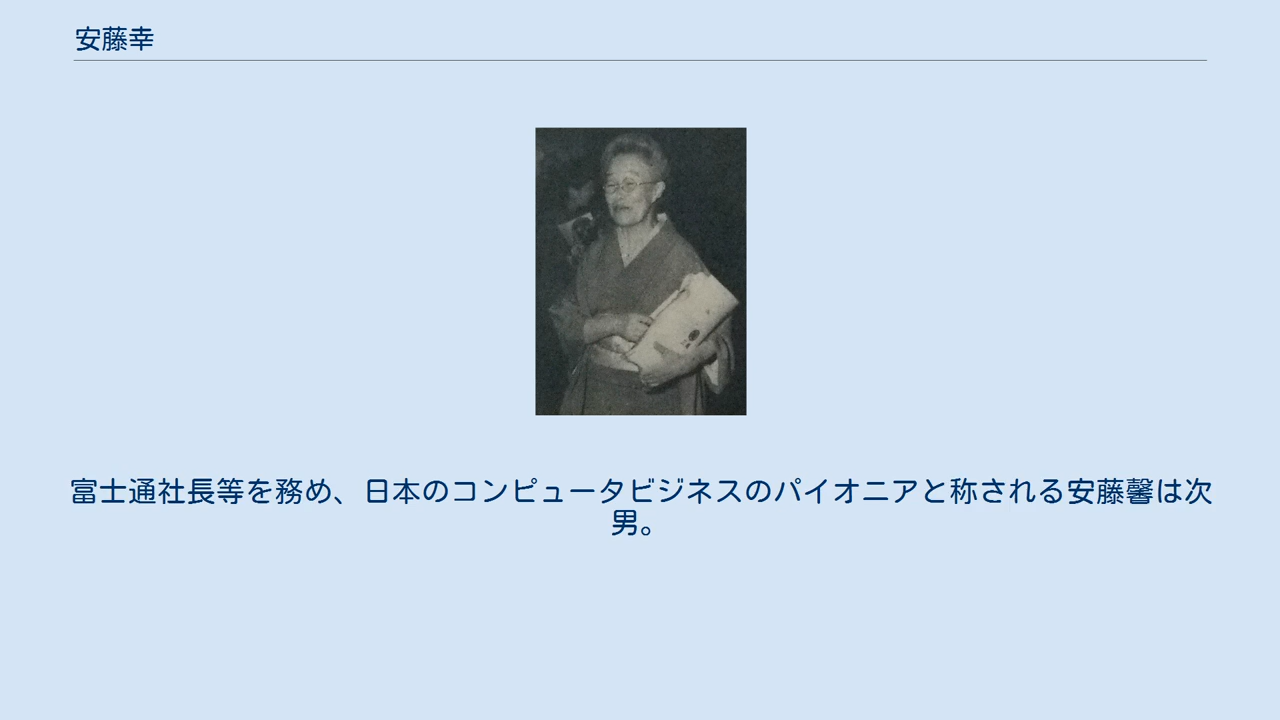 安藤幸
富士通社長等を務め、日本のコンピュータビジネスのパイオニアと称される安藤馨は次
男。